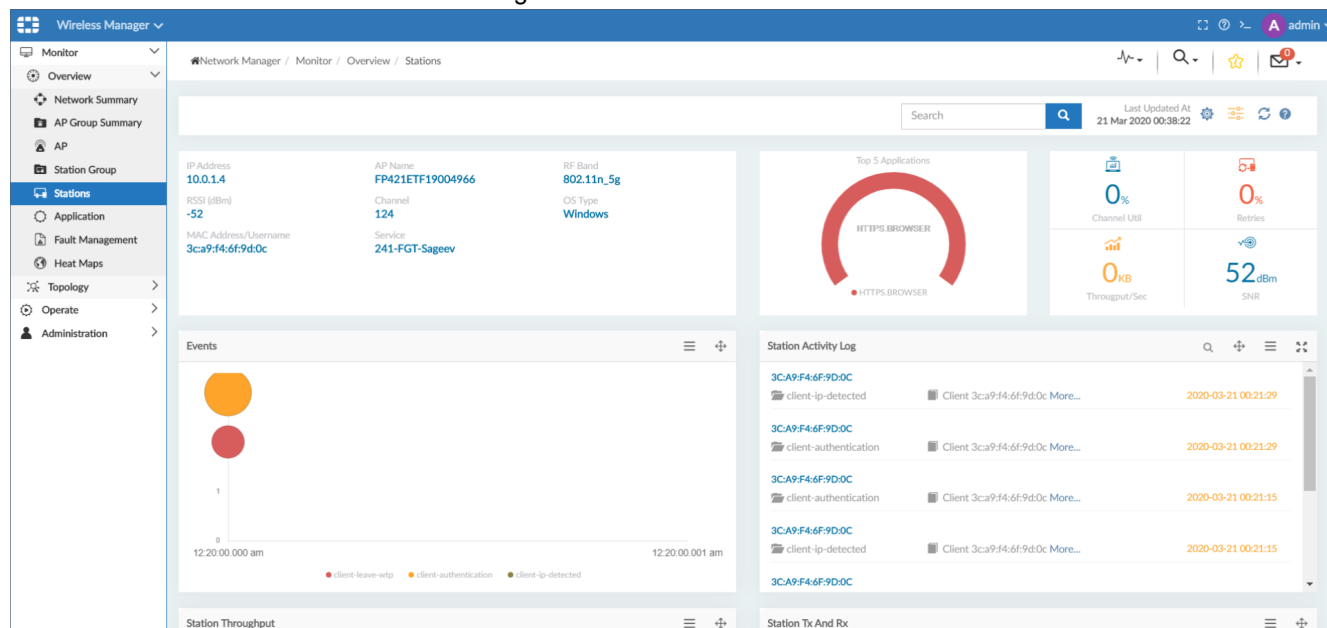 Wireless Manager
A admin
Monitor
Overview
Network Summary
AP Group Summary
AP
Station Group
Stations
Application
Fault Management
Heat Maps
Topology
Operate
Administration
Network Manager / Monitor / Overview / Stations
0
Search
Last Updated At
21 Mar 2020 00:38:22
IP Address AP Name RF Band
10.0.1.4 FP421ETF19004966 802.11n_5g
RSSI (dBm) Channel OS Type
-52 124 Windows
MAC Address/Username Service
3c:a9:f4:6f:9d:0c 241-FGT-Sageev
Top 5 Applications
HTTPS.BROWSER
HTTPS.BROWSER
0%
Channel Util
0%
Retries
0KB
Througput/Sec
52dBm
SNR
Events
1
0
12:20:00.000 am 12:20:00.001 am
client-leave-wtp client-authentication client-ip-detected
Station Activity Log
3C:A9:F4:6F:9D:0C
client-ip-detected Client 3c:a9:f4:6f:9d:0c More... 2020-03-21 00:21:29
3C:A9:F4:6F:9D:0C
client-authentication Client 3c:a9:f4:6f:9d:0c More... 2020-03-21 00:21:29
3C:A9:F4:6F:9D:0C
client-authentication Client 3c:a9:f4:6f:9d:0c More... 2020-03-21 00:21:15
3C:A9:F4:6F:9D:0C
client-ip-detected Client 3c:a9:f4:6f:9d:0c More... 2020-03-21 00:21:15
3C:A9:F4:6F:9D:0C
Station Throughput
Station Tx And Rx